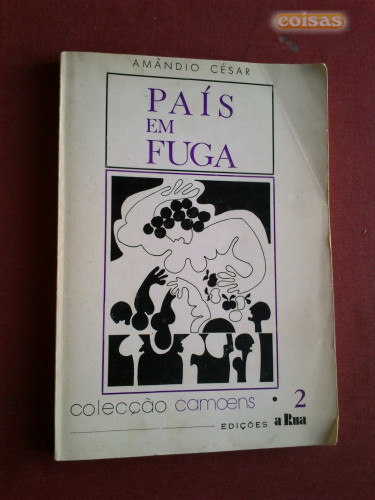 coisas
AMÂNDIO CÉSAR
PAÍS
EM
FUGA
colecção camoens • 2
EDIÇÕES a Rua